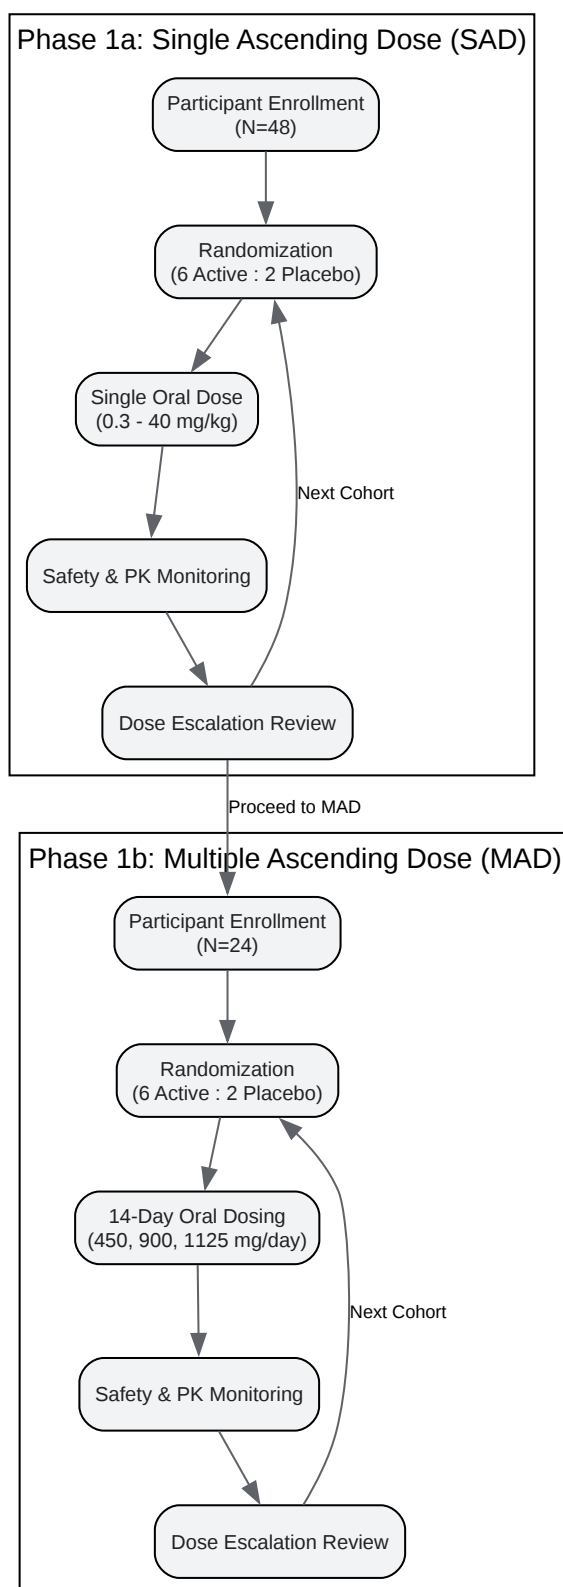 Phase 1a: Single Ascending Dose (SAD)
Participant Enrollment
(N=48)
Randomization
(6 Active : 2 Placebo)
Single Oral Dose
(0.3 - 40 mg/kg)
Next Cohort
Safety & PK Monitoring
Dose Escalation Review
Proceed to MAD
Phase 1b: Multiple Ascending Dose (MAD)
Participant Enrollment
(N=24)
Randomization
(6 Active : 2 Placebo)
14-Day Oral Dosing
(450, 900, 1125 mg/day)
Next Cohort
Safety & PK Monitoring
Dose Escalation Review